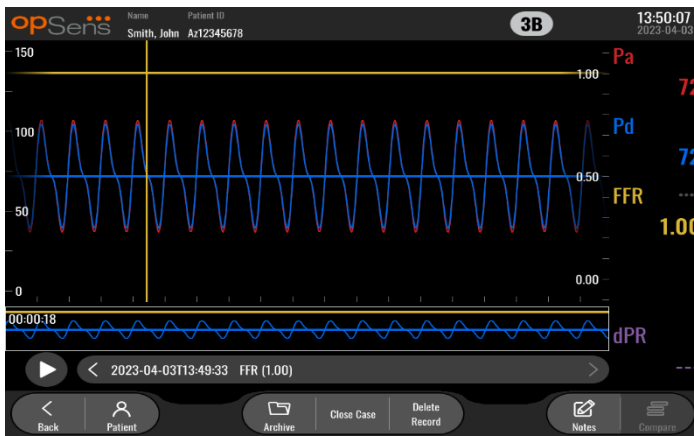 opSens
Name Patient ID
Smith, John Az12345678
3B
13:50:07
2023-04-03
150
100
50
0
1.00
0.50
0.00
Pa
72
Pd
72
---
FFR
1.00
00:00:18
dPR
--
2023-04-03T13:49:33 FFR (1.00)
Back
Patient
Archive
Close Case
Delete
Record
Notes
Compare